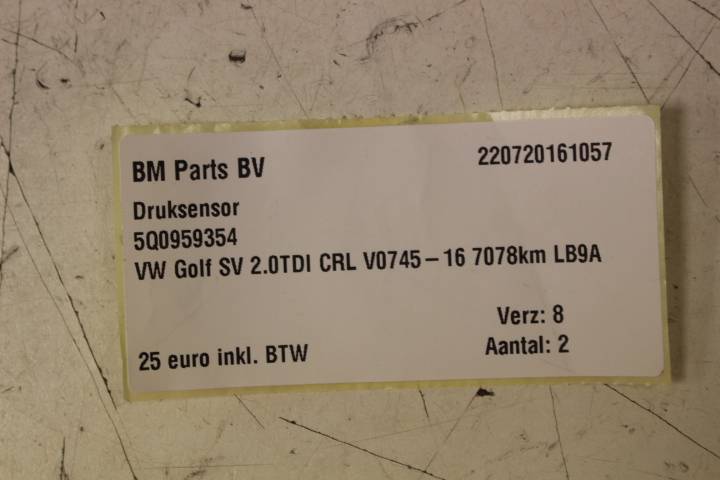 BM Parts BV
220720161057
Druksensor
5Q0959354
VW Golf SV 2.0TDI CRL V0745-16 7078km LB9A
Verz: 8
25 euro inkl. BTW
Aantal: 2